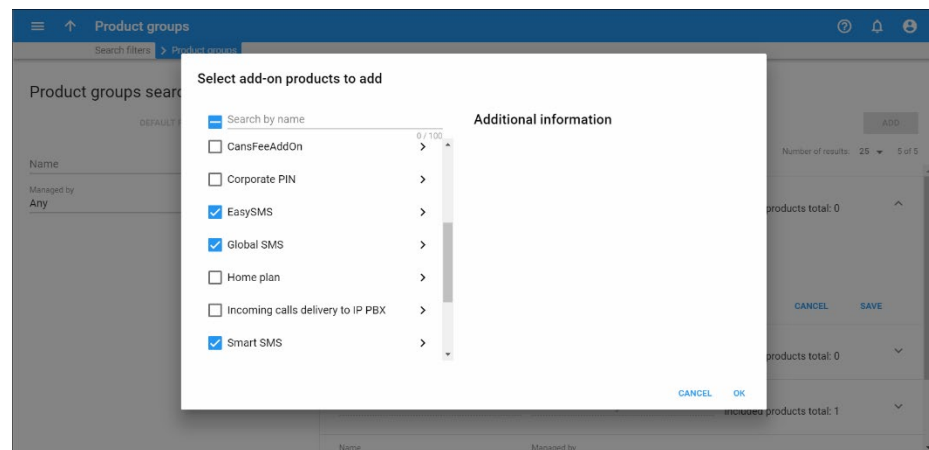 Product groups
Search filters > Product groups
Product groups searc
DEFAULT
ADD
Number of results: 25 5 of 5
Name
Managed by
Any
Select add-on products to add
Search by name
0 / 100
CansFeeAddOn
Corporate PIN
EasySMS
Global SMS
Home plan
Incoming calls delivery to IP PBX
Smart SMS
Additional information
CANCEL OK
products total: 0
CANCEL SAVE
products total: 0
Included products total: 1
Name Managed by